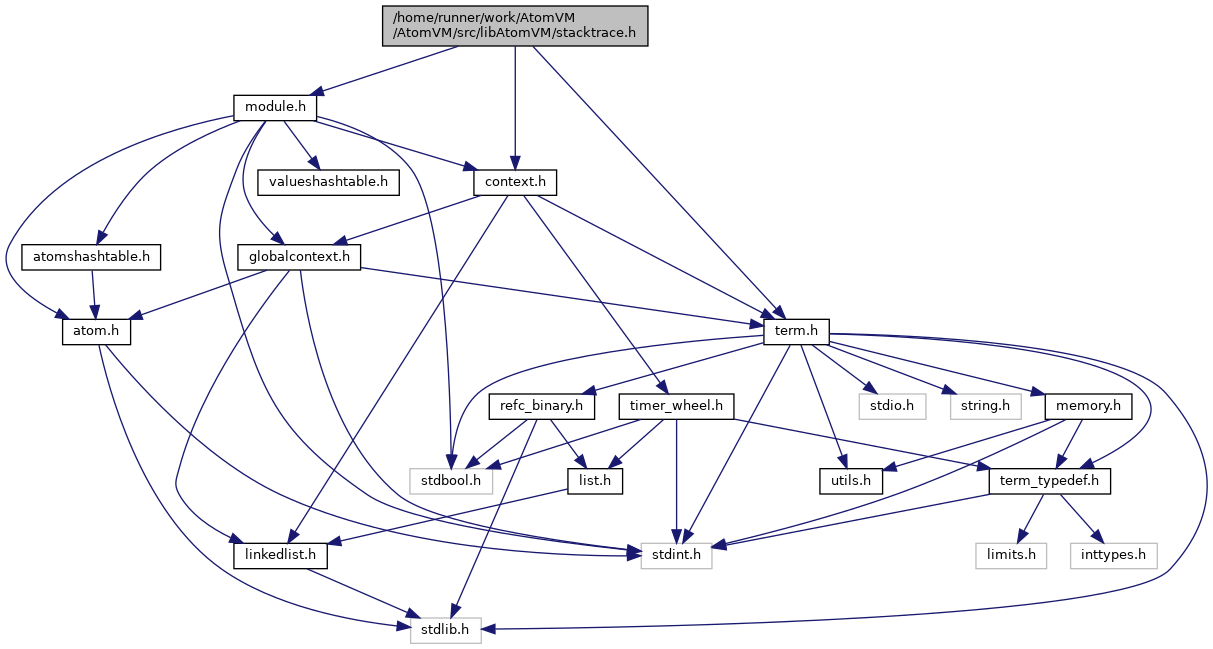 /home/runner/work/AtomVM
/AtomVM/src/libAtomVM/stacktrace.h
module.h
valueshashtable.h
context.h
atomshashtable.h
globalcontext.h
atom.h
term.h
refc_binary.h
timer_wheel.h
stdio.h
string.h
memory.h
stdbool.h
list.h
utils.h
term_typedef.h
linkedlist.h
stdint.h
limits.h
inttypes.h
stdlib.h